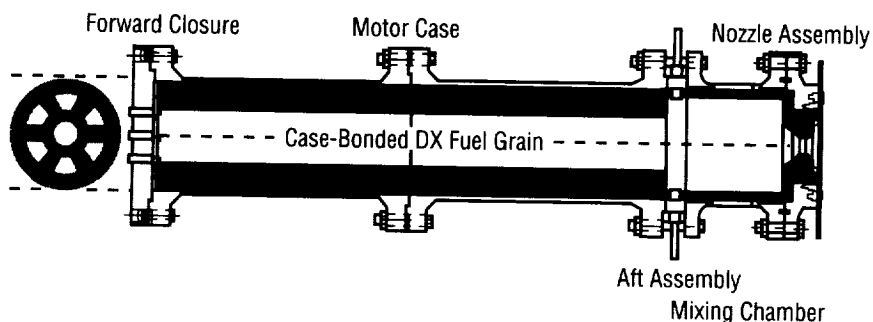 Forward Closure
Motor Case
Nozzle Assembly
Case-Bonded DX Fuel Grain
Aft Assembly
Mixing Chamber